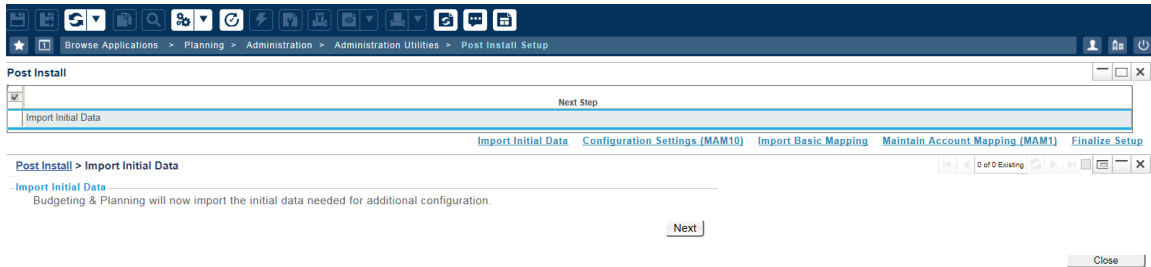 Browse Applications > Planning > Administration > Administration Utilities > Post Install Setup
Post Install
Next Step
Import Initial Data
Import Initial Data Configuration Settings (MAM10) Import Basic Mapping Maintain Account Mapping (MAM1) Finalize Setup
Post Install > Import Initial Data
0 of 0 Existing
Import Initial Data
Budgeting & Planning will now import the initial data needed for additional configuration.
Next
Close